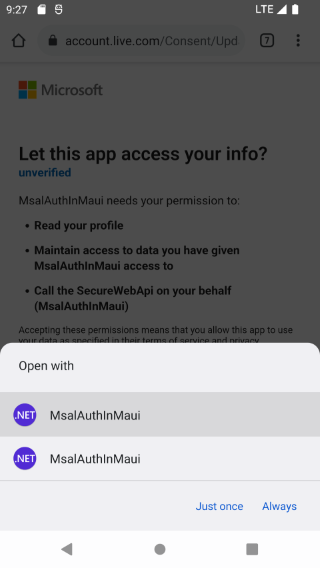 9:27
LTE
account.live.com/Consent/Upd
7
Microsoft
Let this app access your info?
unverified
MsalAuthInMaui needs your permission to:
• Read your profile
• Maintain access to data you have given
MsalAuthInMaui access to
• Call the SecureWebApi on your behalf
(MsalAuthInMaui)
Accepting these permissions means that you allow this app to use
your data as specified in their terms of service and privacy
Open with
.NET MsalAuthInMaui
.NET MsalAuthInMaui
Just once Always